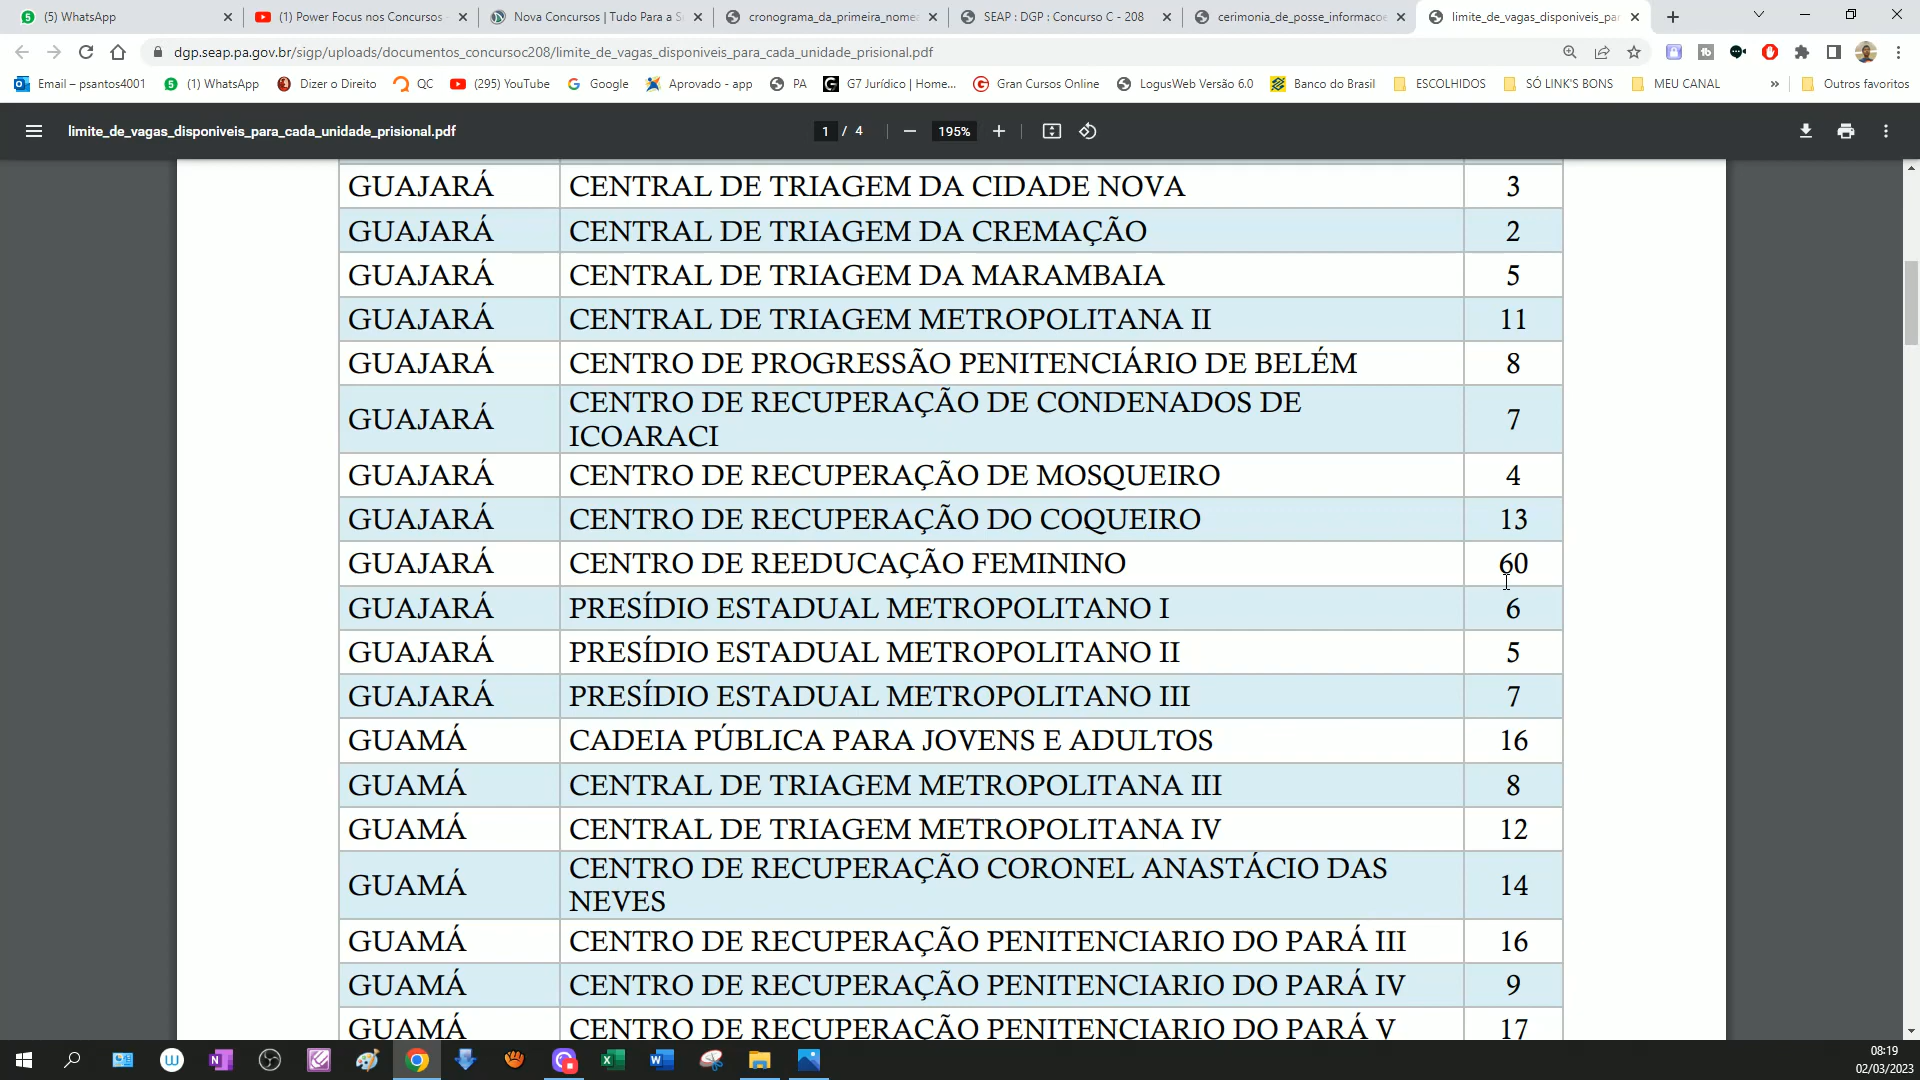 (5) WhatsApp
(1) Power Focus nos Concursos
Nova Concursos | Tudo Para a S
cronograma_da_primeira_nome
SEAP : DGP : Concurso C - 208
cerimonia_de_posse_informacoe
limite_de_vagas_disponiveis_pa
dgp.seap.pa.gov.br/sigp/uploads/documentos_concursoc208/limite_de_vagas_disponiveis_para_cada_unidade_prisional.pdf
Email – psantos4001
(1) WhatsApp
Dizer o Direito
QC
(295) YouTube
Google
Aprovado - app
PA
G7 Jurídico | Home...
Gran Cursos Online
LogusWeb Versão 6.0
Banco do Brasil
ESCOLHIDOS
SÓ LINK'S BONS
MEU CANAL
»
Outros favoritos
limite_de_vagas_disponiveis_para_cada_unidade_prisional.pdf
1 / 4
195%
GUAJARÁ CENTRAL DE TRIAGEM DA CIDADE NOVA 3
GUAJARÁ CENTRAL DE TRIAGEM DA CREMAÇÃO 2
GUAJARÁ CENTRAL DE TRIAGEM DA MARAMBAIA 5
GUAJARÁ CENTRAL DE TRIAGEM METROPOLITANA II 11
GUAJARÁ CENTRO DE PROGRESSÃO PENITENCIÁRIO DE BELÉM 8
GUAJARÁ CENTRO DE RECUPERAÇÃO DE CONDENADOS DE
ICOARACI 7
GUAJARÁ CENTRO DE RECUPERAÇÃO DE MOSQUEIRO 4
GUAJARÁ CENTRO DE RECUPERAÇÃO DO COQUEIRO 13
GUAJARÁ CENTRO DE REEDUCAÇÃO FEMININO 60
GUAJARÁ PRESÍDIO ESTADUAL METROPOLITANO I 6
GUAJARÁ PRESÍDIO ESTADUAL METROPOLITANO II 5
GUAJARÁ PRESÍDIO ESTADUAL METROPOLITANO III 7
GUAMÁ CADEIA PÚBLICA PARA JOVENS E ADULTOS 16
GUAMÁ CENTRAL DE TRIAGEM METROPOLITANA III 8
GUAMÁ CENTRAL DE TRIAGEM METROPOLITANA IV 12
GUAMÁ CENTRO DE RECUPERAÇÃO CORONEL ANASTÁCIO DAS
NEVES 14
GUAMÁ CENTRO DE RECUPERAÇÃO PENITENCIARIO DO PARÁ III 16
GUAMÁ CENTRO DE RECUPERAÇÃO PENITENCIARIO DO PARÁ IV 9
GUAMÁ CENTRO DE RECUPERAÇÃO PENITENCIARIO DO PARÁ V 17
08:19
02/03/2023